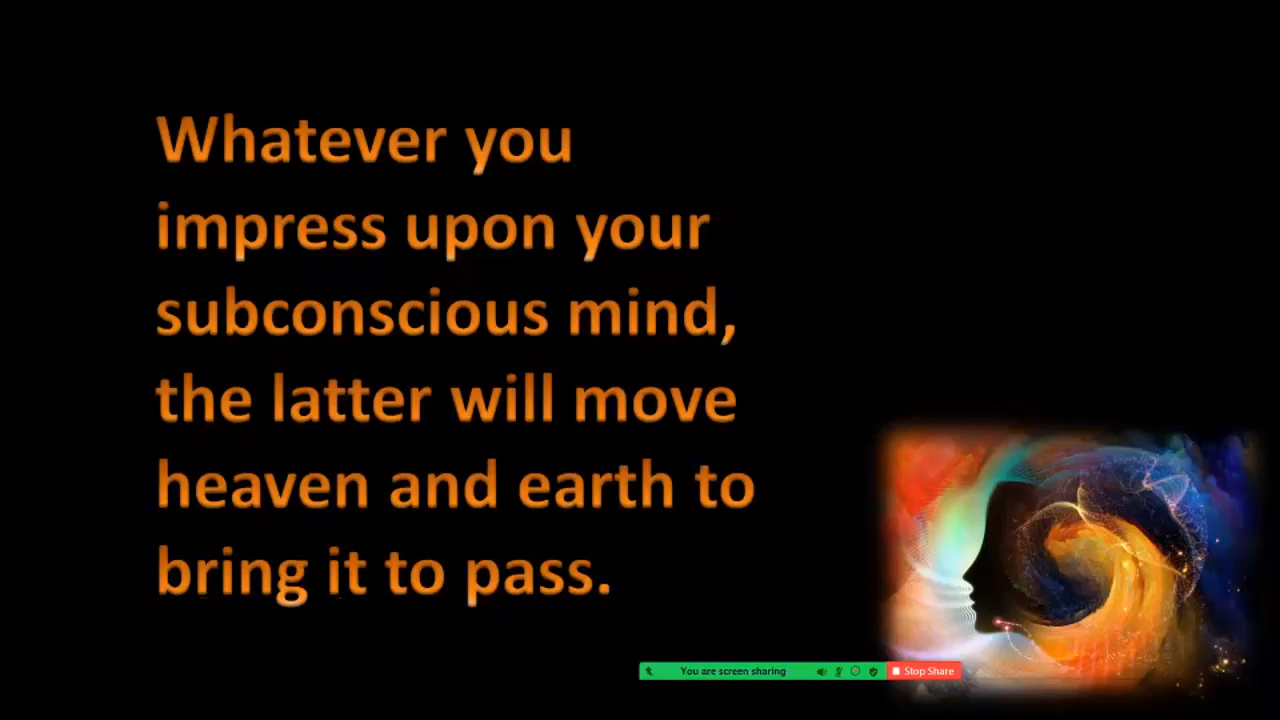 Whatever you
impress upon your
subconscious mind,
the latter will move
heaven and earth to
bring it to pass.
You are screen sharing
Stop Share